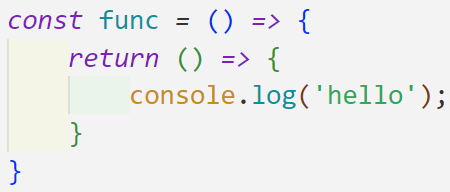 const func = () => {
    return () => {
        console.log('hello');
    }
}